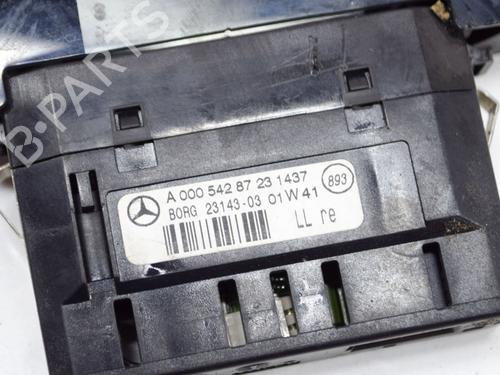 B-PARTS
A 000 542 87 23 1437
893
BORG 23143-03 01W41
LL re